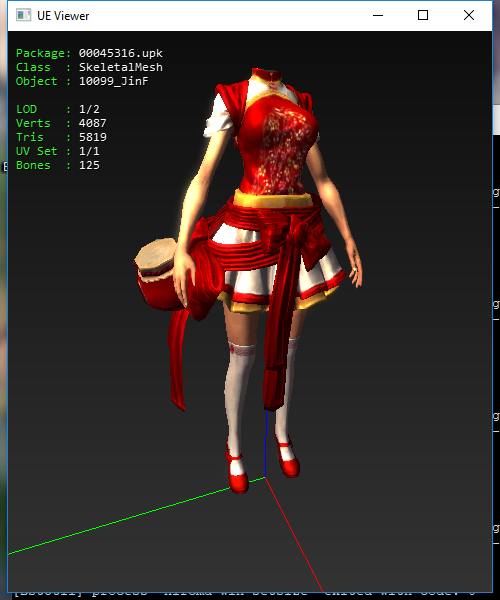 UE Viewer
Package: 00045316.upk
Class : SkeletalMesh
Object : 10099_JinF
LOD : 1/2
Verts : 4087
Tris : 5819
UV Set : 1/1
Bones : 125